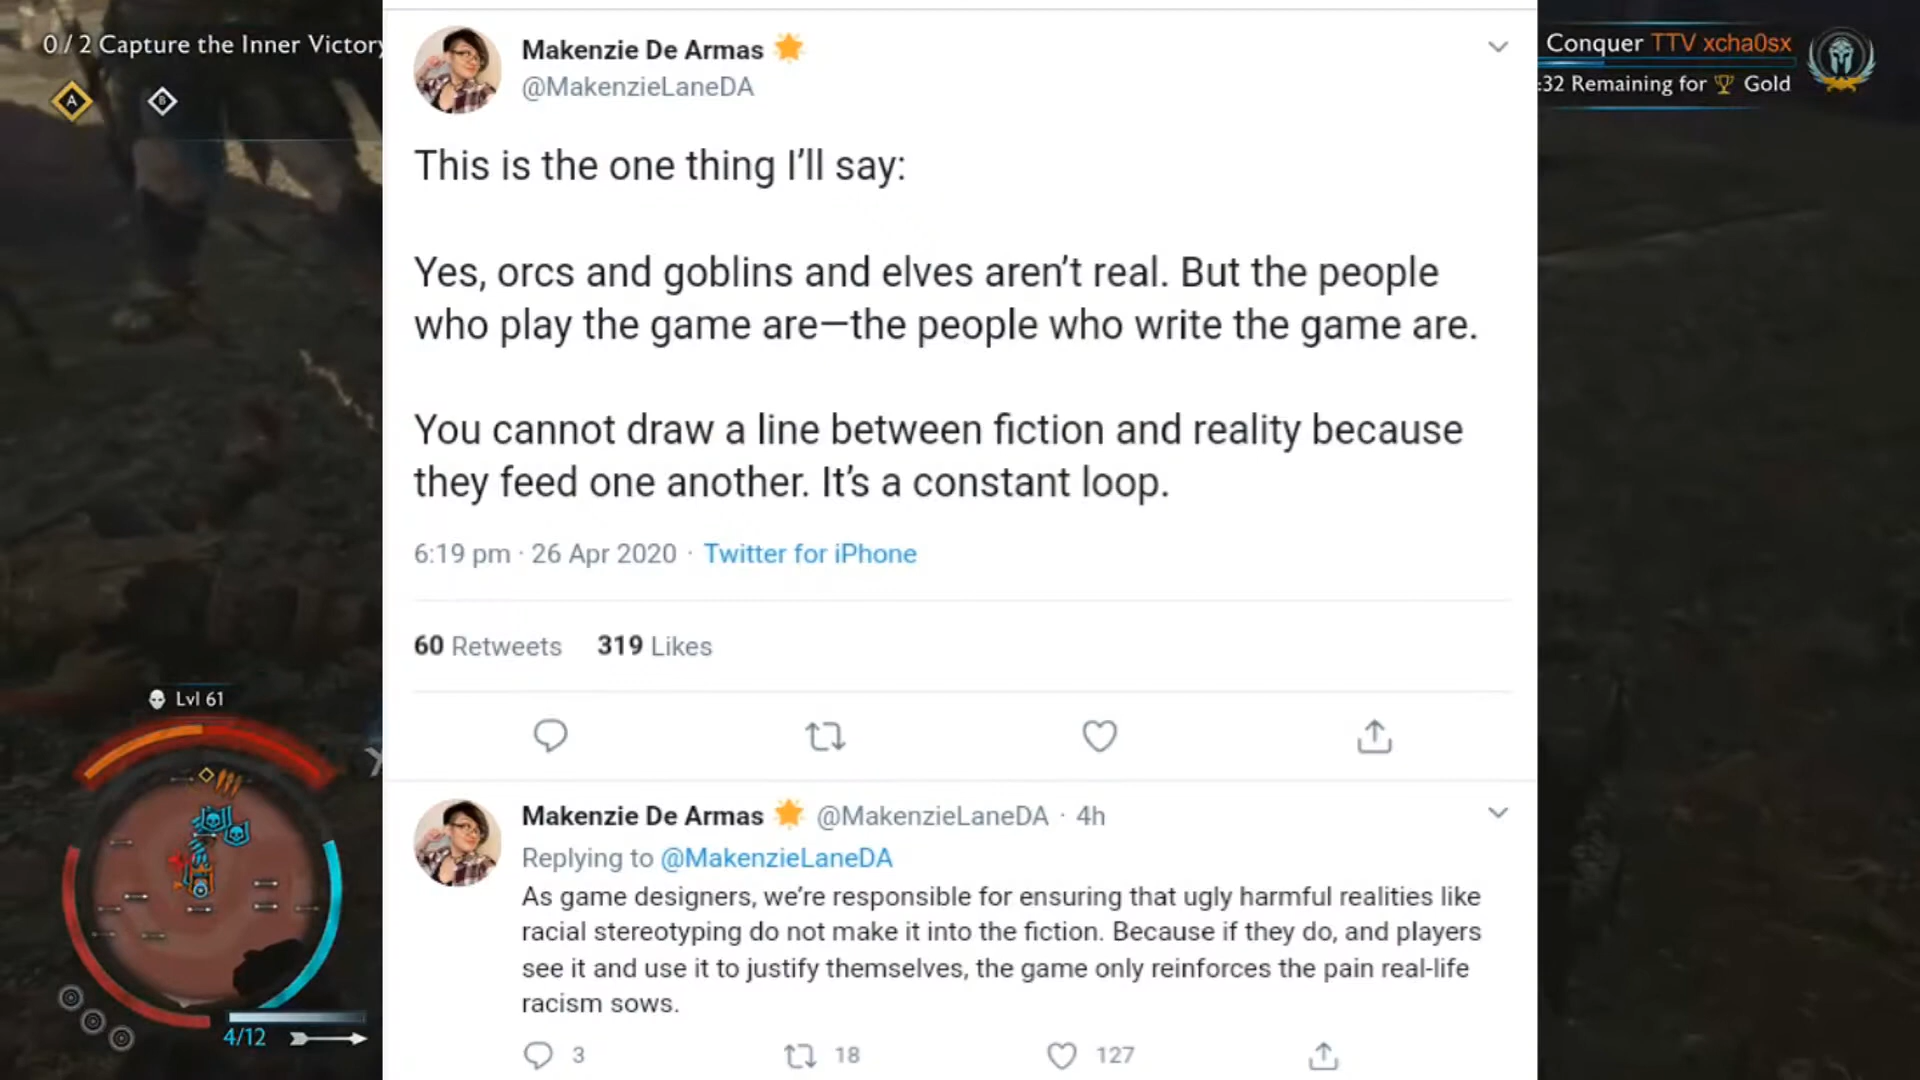 0 / 2 Capture the Inner Victory
A
B
Conquer TTV xcha0sx
:32 Remaining for Gold
Makenzie De Armas
@MakenzieLaneDA
This is the one thing I'll say:
Yes, orcs and goblins and elves aren't real. But the people
who play the game are—the people who write the game are.
You cannot draw a line between fiction and reality because
they feed one another. It's a constant loop.
6:19 pm · 26 Apr 2020 · Twitter for iPhone
60 Retweets 319 Likes
Lvl 61
4/12
Makenzie De Armas @MakenzieLaneDA · 4h
Replying to @MakenzieLaneDA
As game designers, we're responsible for ensuring that ugly harmful realities like
racial stereotyping do not make it into the fiction. Because if they do, and players
see it and use it to justify themselves, the game only reinforces the pain real-life
racism sows.
3 18 127